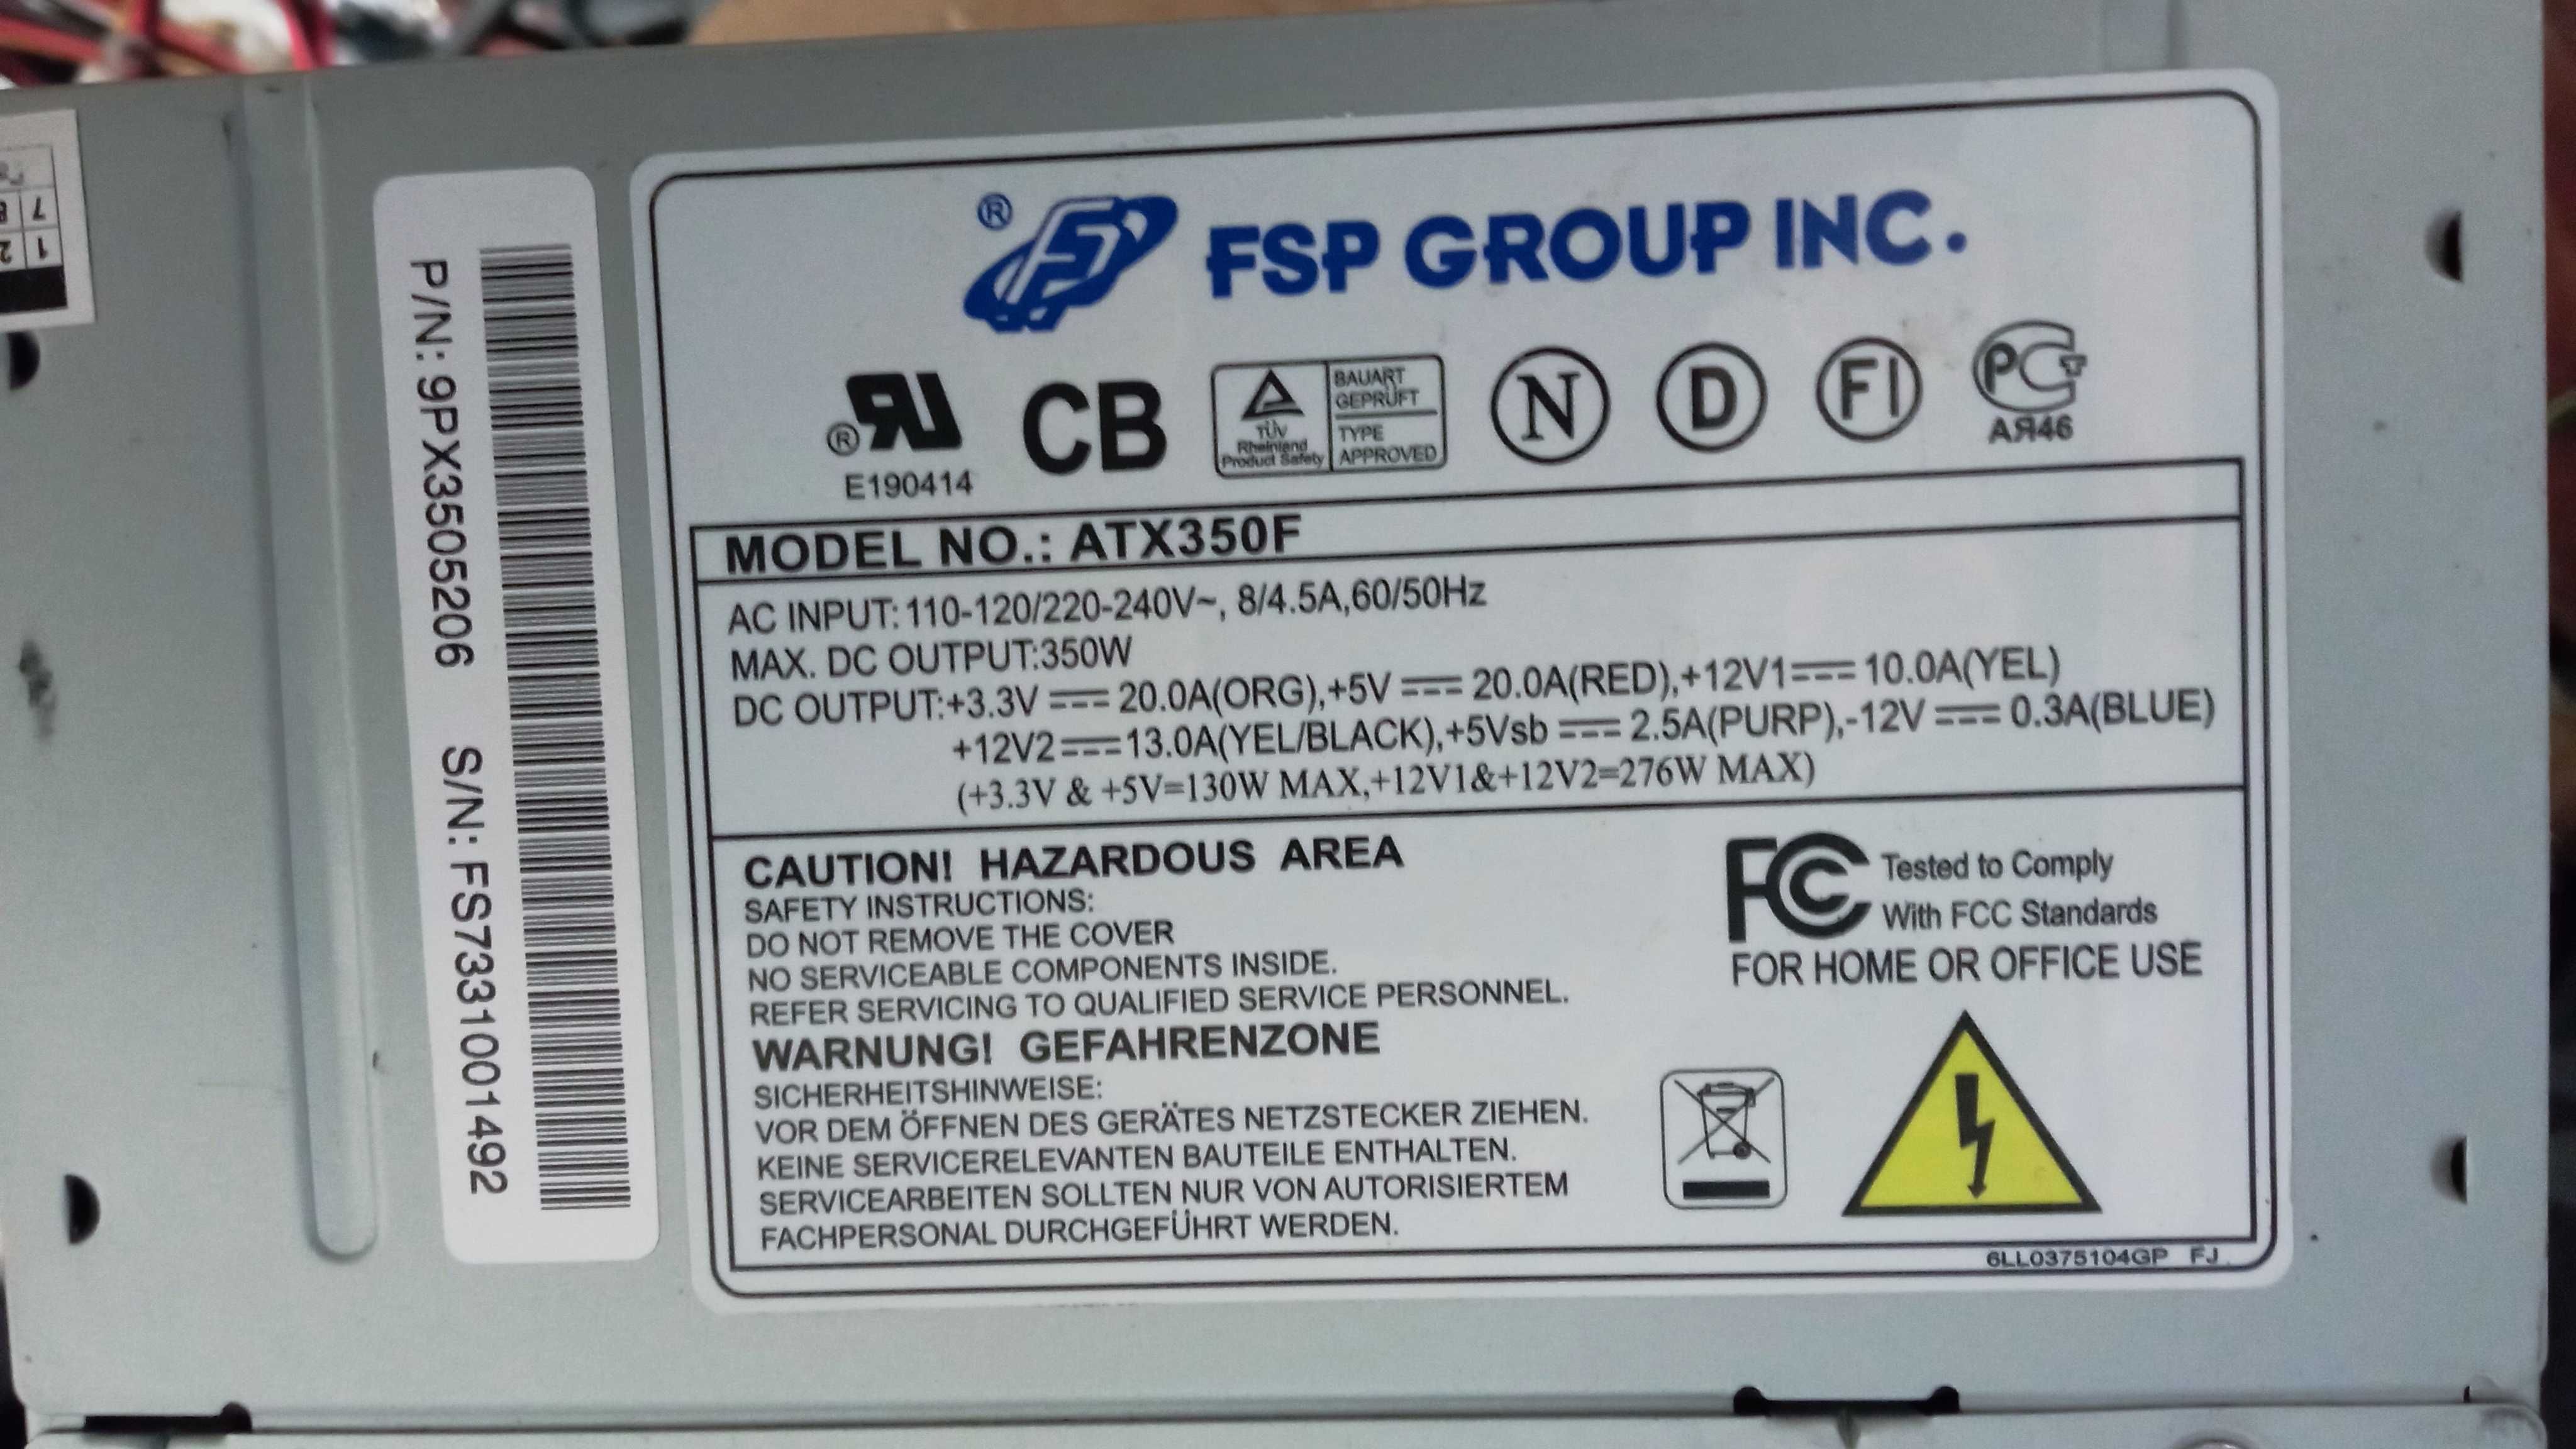 FSP GROUP INC.
E190414
CB
TÜV
Rheinland
Product Safety
BAUART
GEPRÜFT
TYPE
APPROVED
N
D
FI
PCT
AЯ46
MODEL NO.: ATX350F
AC INPUT: 110-120/220-240V~, 8/4.5A,60/50Hz
MAX. DC OUTPUT:350W
DC OUTPUT:+3.3V ⎓ 20.0A(ORG),+5V ⎓ 20.0A(RED),+12V1⎓ 10.0A(YEL)
+12V2⎓13.0A(YEL/BLACK),+5Vsb ⎓ 2.5A(PURP),-12V ⎓ 0.3A(BLUE)
(+3.3V & +5V=130W MAX,+12V1&+12V2=276W MAX)
CAUTION! HAZARDOUS AREA
SAFETY INSTRUCTIONS:
DO NOT REMOVE THE COVER
NO SERVICEABLE COMPONENTS INSIDE.
REFER SERVICING TO QUALIFIED SERVICE PERSONNEL.
WARNUNG! GEFAHRENZONE
SICHERHEITSHINWEISE:
VOR DEM ÖFFNEN DES GERÄTES NETZSTECKER ZIEHEN.
KEINE SERVICERELEVANTEN BAUTEILE ENTHALTEN.
SERVICEARBEITEN SOLLTEN NUR VON AUTORISIERTEM
FACHPERSONAL DURCHGEFÜHRT WERDEN.
FC Tested to Comply
With FCC Standards
FOR HOME OR OFFICE USE
6LL0375104GP FJ
P/N: 9PX3505206 S/N: FS7331001492
7 8
1 2